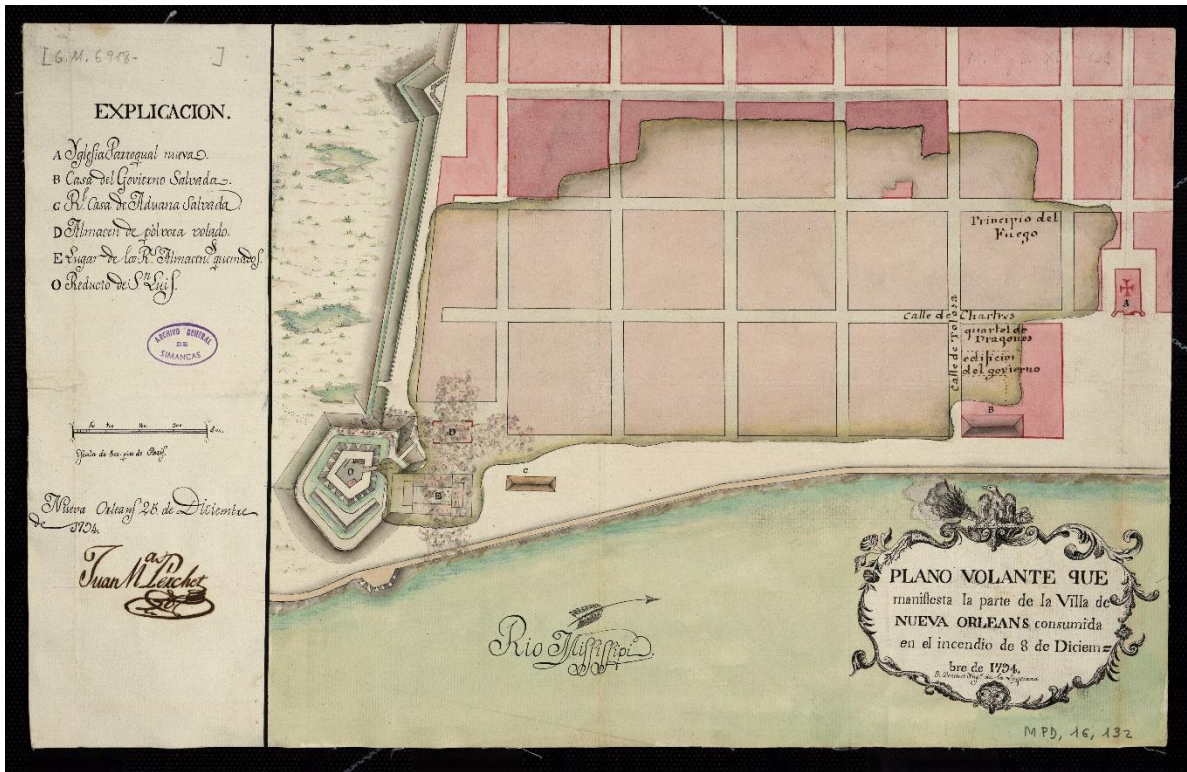 [G.M. 6918- ]
EXPLICACION.
A Yglesia Parrequal nueva.
B Casa del Govierno Salvada.
C Rl. Casa de Aduana Salvada
D Almacen de pòlvora volado.
E Lugar de los Rs. Almacens. quemados.
O Reducto de Sn. Luis.
ARCHIVO GENERAL
DE
SIMANCAS
Nueva Orleans 28 de Diciembre
de 1794.
Juan Ma. Perchet
Principio del
Fuego
A
Calle de Chartres
Calle de Tolosa
quartel de
Dragones
edificios
del govierno
B
D
C
O
E
Rio Mississipi
PLANO VOLANTE QUE
manifiesta la parte de la Villa de
NUEVA ORLEANS consumida
en el incendio de 8 de Diciem=
bre de 1794.
MPD, 16, 132